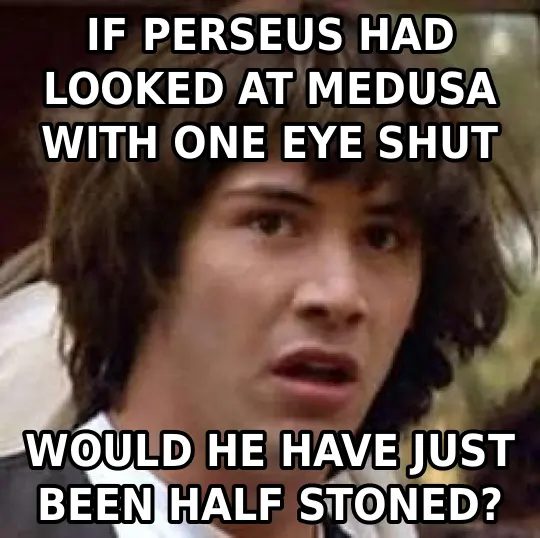 IF PERSEUS HAD
LOOKED AT MEDUSA
WITH ONE EYE SHUT
WOULD HE HAVE JUST
BEEN HALF STONED?